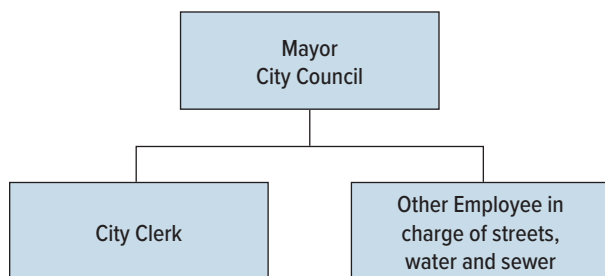 Mayor
City Council
City Clerk
Other Employee in
charge of streets,
water and sewer